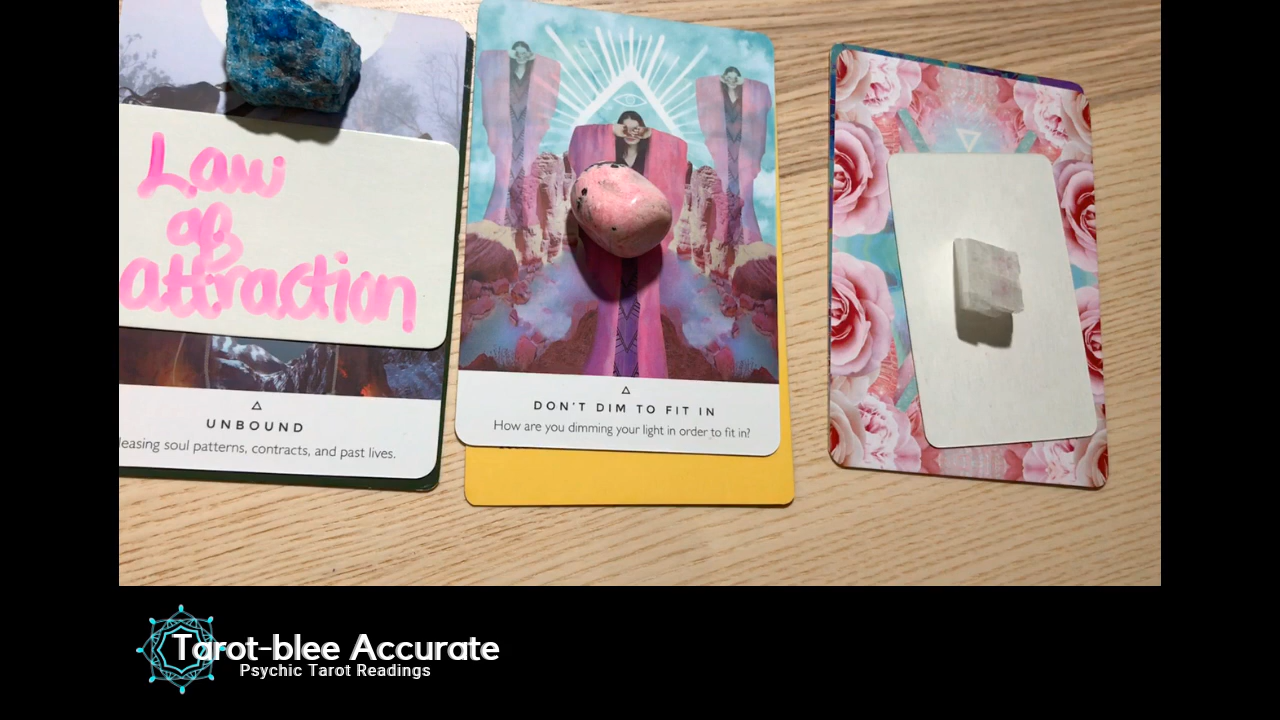 Law
of
attraction
UNBOUND
leasing soul patterns, contracts, and past lives.
DON'T DIM TO FIT IN
How are you dimming your light in order to fit in?
Tarot-blee Accurate
Psychic Tarot Readings